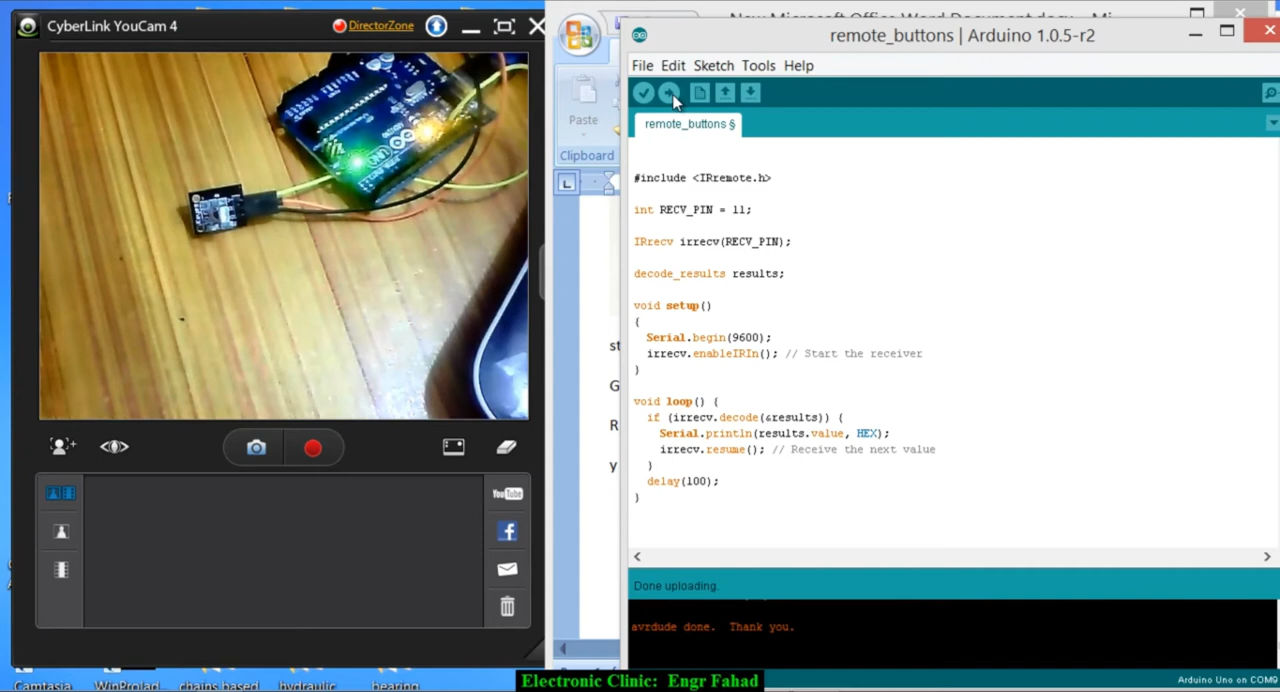 CyberLink YouCam 4
DirectorZone
YouTube
Paste
Clipboard
L
st
G
R
y
remote_buttons | Arduino 1.0.5-r2
File Edit Sketch Tools Help
remote_buttons §
#include <IRremote.h>
int RECV_PIN = 11;
IRrecv irrecv(RECV_PIN);
decode_results results;
void setup()
{
Serial.begin(9600);
irrecv.enableIRIn(); // Start the receiver
}
void loop() {
if (irrecv.decode(&results)) {
Serial.println(results.value, HEX);
irrecv.resume(); // Receive the next value
}
delay(100);
}
Done uploading.
avrdude done.  Thank you.
Arduino Uno on COM9
Camtasia
WinProlad
chains based
hydraulic
bearing
Electronic Clinic:  Engr Fahad